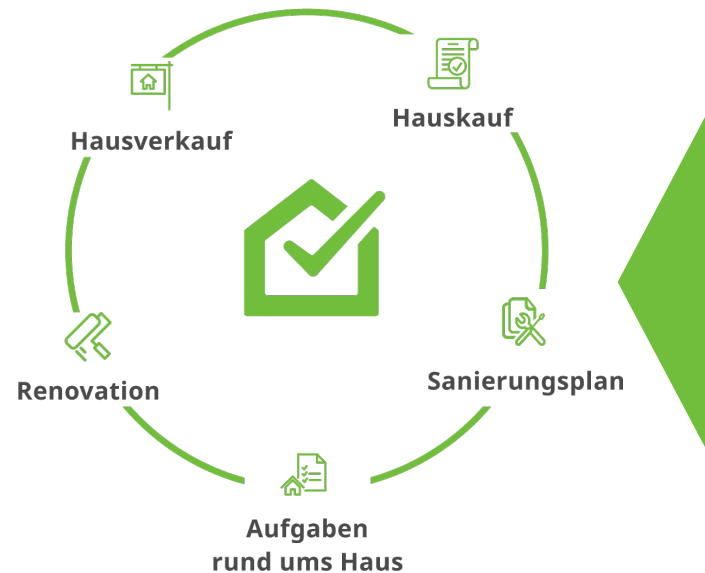 Hauskauf
Hausverkauf
Sanierungsplan
Renovation
Aufgaben
rund ums Haus